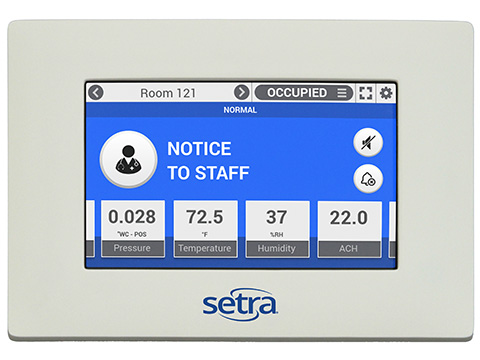 Room 121
OCCUPIED
NORMAL
NOTICE
TO STAFF
0.028
"WC - POS
Pressure
72.5
°F
Temperature
37
%RH
Humidity
22.0
ACH
setra